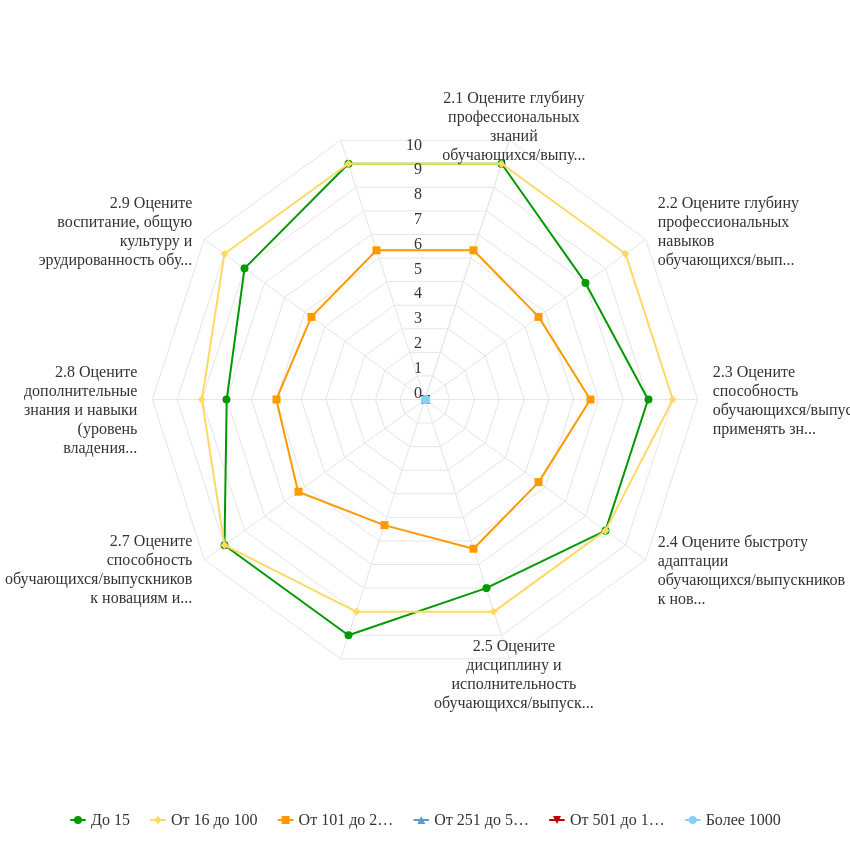 2.1 Оцените глубину
профессиональных
знаний
обучающихся/выпу...
10
9
8
7
6
5
4
3
2
1
0
2.2 Оцените глубину
профессиональных
навыков
обучающихся/вып...
2.3 Оцените
способность
обучающихся/выпус
применять зн...
2.4 Оцените быстроту
адаптации
обучающихся/выпускников
к нов...
2.5 Оцените
дисциплину и
исполнительность
обучающихся/выпуск...
2.7 Оцените
способность
обучающихся/выпускников
к новациям и...
2.8 Оцените
дополнительные
знания и навыки
(уровень
владения...
2.9 Оцените
воспитание, общую
культуру и
эрудированность обу...
До 15
От 16 до 100
От 101 до 2…
От 251 до 5…
От 501 до 1…
Более 1000